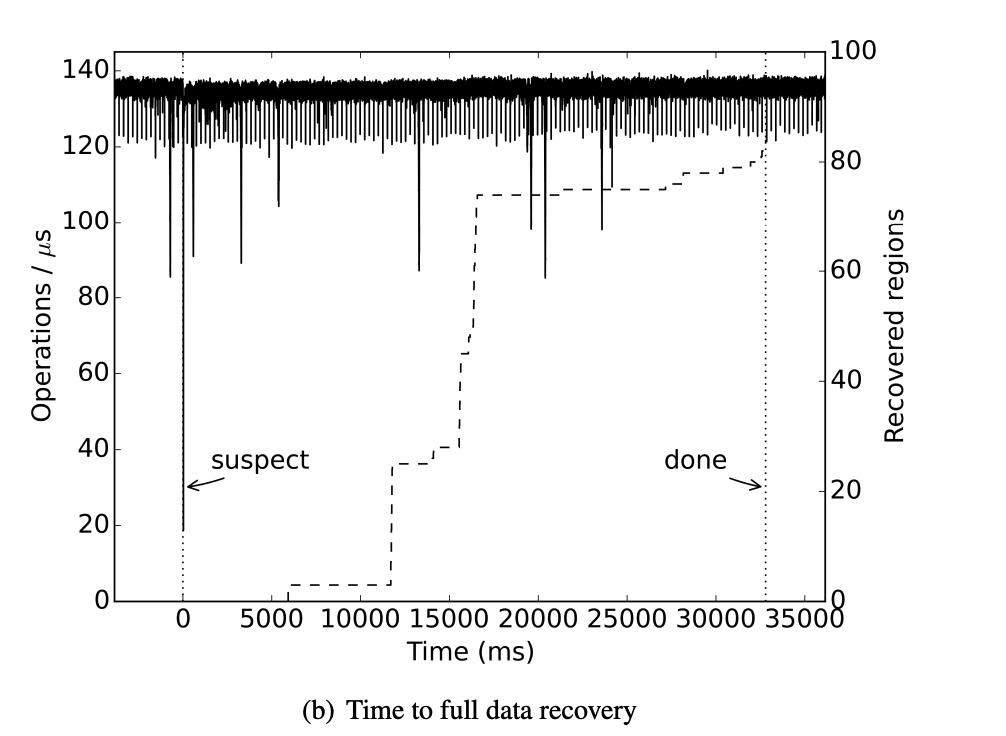 140
120
100
80
60
40
20
0
Operations / μs
100
80
60
40
20
0
Recovered regions
suspect
done
0 5000 10000 15000 20000 25000 30000 35000
Time (ms)
(b) Time to full data recovery